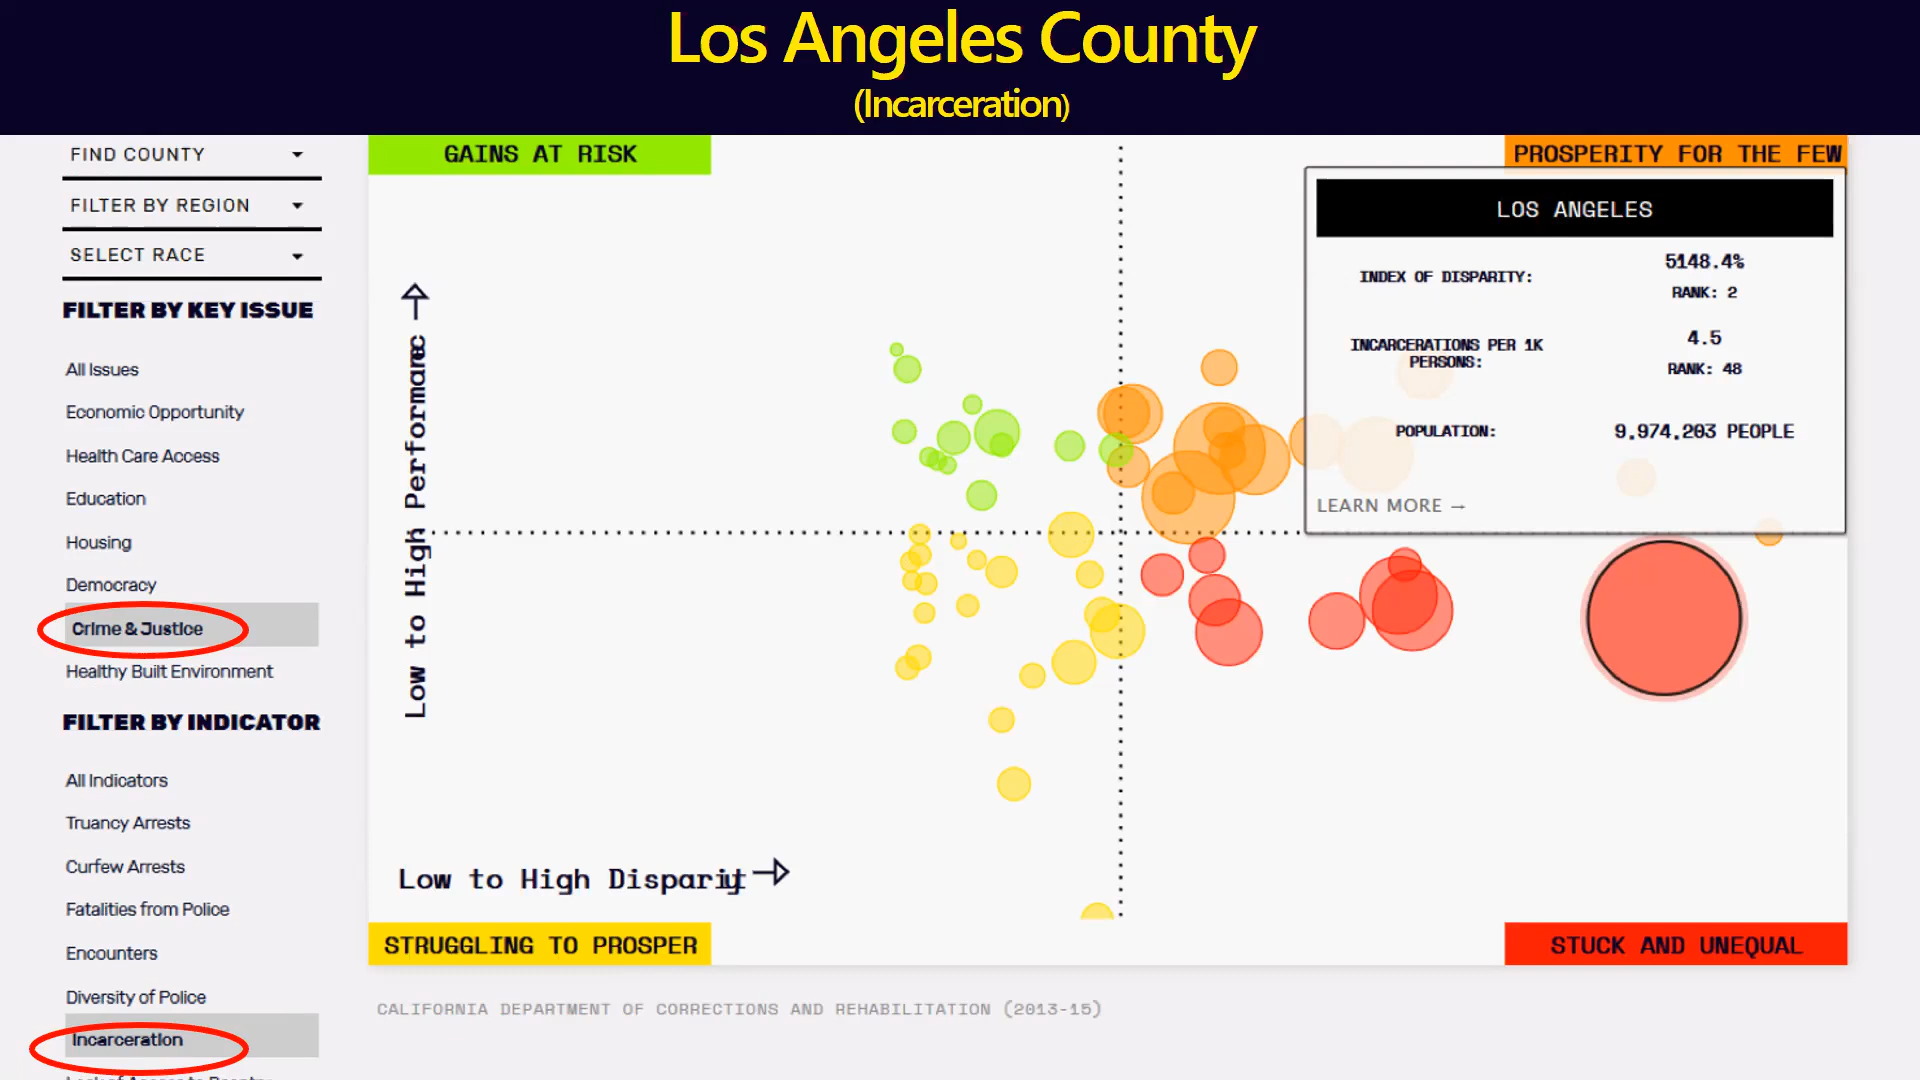 Los Angeles County
(Incarceration)
FIND COUNTY
FILTER BY REGION
SELECT RACE
FILTER BY KEY ISSUE
All Issues
Economic Opportunity
Health Care Access
Education
Housing
Democracy
Crime & Justice
Healthy Built Environment
FILTER BY INDICATOR
All Indicators
Truancy Arrests
Curfew Arrests
Fatalities from Police
Encounters
Diversity of Police
Incarceration
GAINS AT RISK
PROSPERITY FOR THE FEW
LOS ANGELES
INDEX OF DISPARITY:
5148.4%
RANK: 2
INCARCERATIONS PER 1K
PERSONS:
4.5
RANK: 48
POPULATION:
9,974,203 PEOPLE
LEARN MORE →
Low to High Performance
Low to High Disparity
STRUGGLING TO PROSPER
STUCK AND UNEQUAL
CALIFORNIA DEPARTMENT OF CORRECTIONS AND REHABILITATION (2013-15)